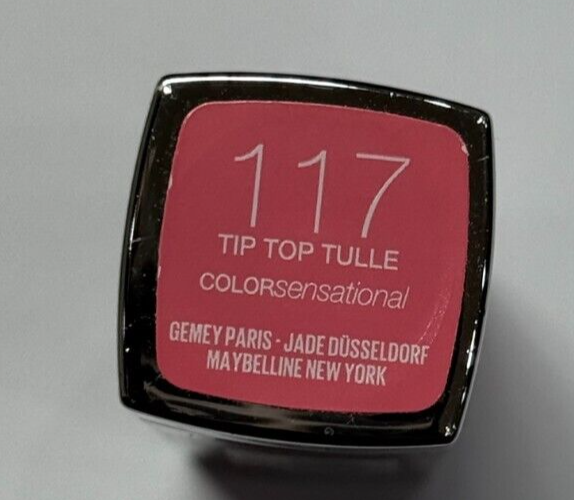 117
TIP TOP TULLE
COLORsensational
GEMEY PARIS - JADE DÜSSELDORF
MAYBELLINE NEW YORK